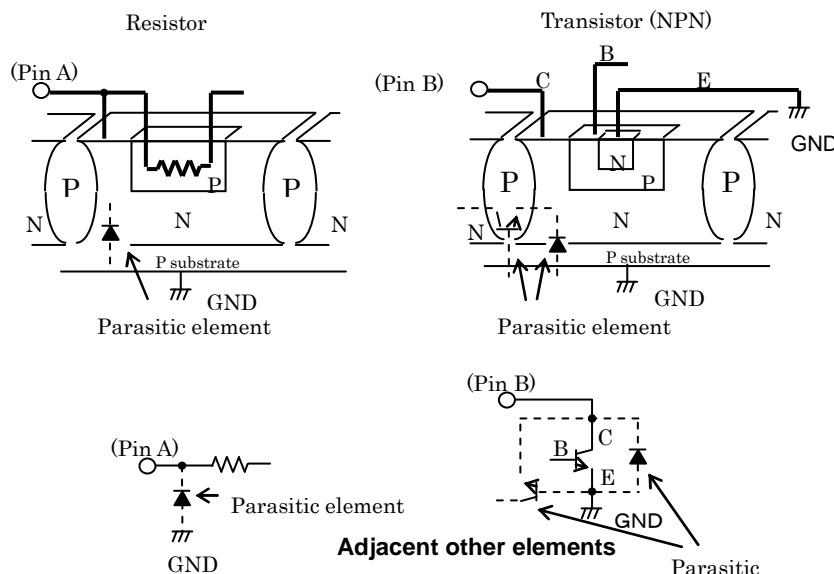 Resistor
Transistor (NPN)
(Pin A)
(Pin B)
C
B
E
GND
P
P
P
N
N
N
P substrate
GND
Parasitic element
P
P
N
P
N
N
N
P substrate
GND
Parasitic element
(Pin A)
Parasitic element
GND
(Pin B)
C
B
E
GND
Adjacent other elements
Parasitic